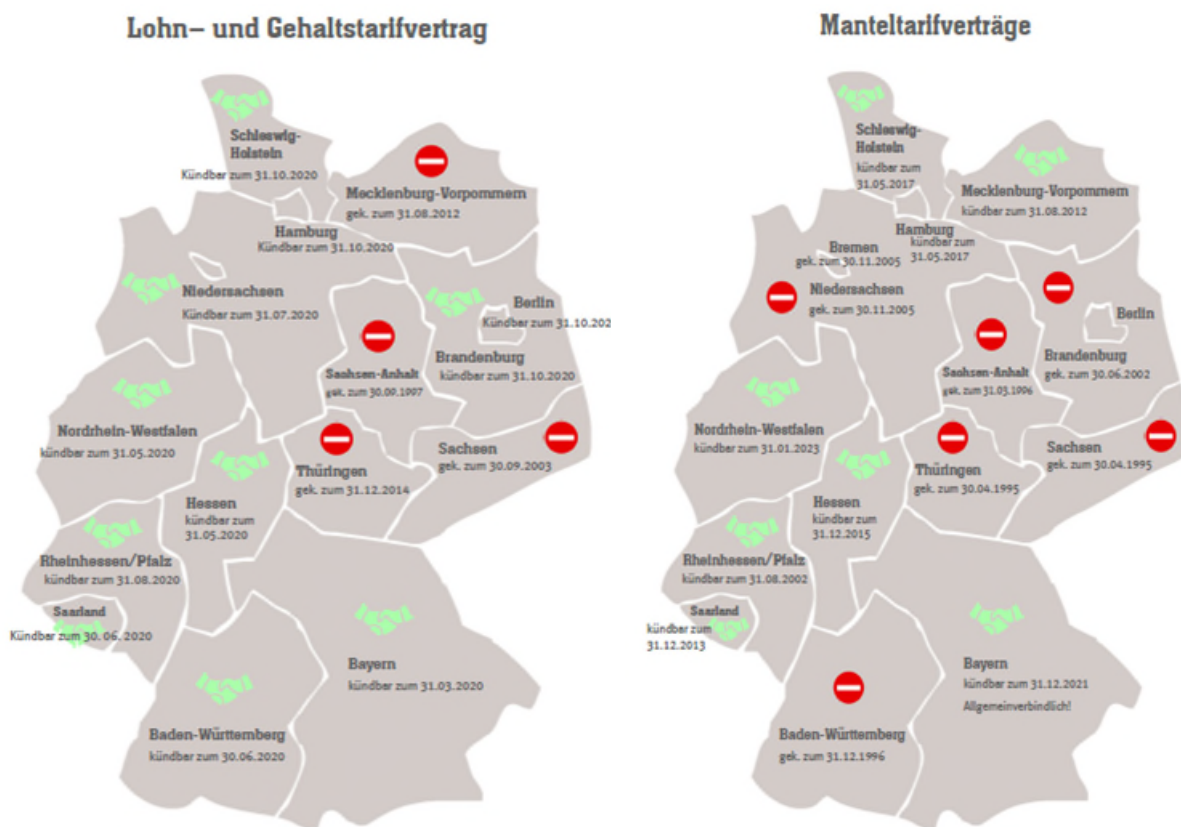 Lohn– und Gehaltstarifvertrag
Schleswig-
Holstein
Kündbar zum 31.10.2020
Mecklenburg-Vorpommern
gek. zum 31.08.2012
Hamburg
Kündbar zum 31.10.2020
Niedersachsen
Kündbar zum 31.07.2020
Berlin
Kündbar zum 31.10.202
Brandenburg
kündbar zum 31.10.2020
Sachsen-Anhalt
gek. zum 30.09.1997
Nordrhein-Westfalen
kündbar zum 31.05.2020
Sachsen
gek. zum 30.09.2003
Thüringen
gek. zum 31.12.2014
Hessen
kündbar zum
31.05.2020
Rheinhessen/Pfalz
kündbar zum 31.08.2020
Saarland
Kündbar zum 30. 06. 2020
Bayern
kündbar zum 31.03.2020
Baden-Württemberg
kündbar zum 30.06.2020
Manteltarifverträge
Schleswig-
Holstein
kündbar zum
31.05.2017
Mecklenburg-Vorpommern
kündbar zum 31.08.2012
Hamburg
kündbar zum
31.05.2017
Bremen
gek. zum 30.11.2005
Niedersachsen
gek. zum 30.11.2005
Berlin
Brandenburg
gek. zum 30.06.2002
Sachsen-Anhalt
gek. zum 31.03.1996
Nordrhein-Westfalen
kündbar zum 31.01.2023
Sachsen
gek. zum 30.04.1995
Thüringen
gek. zum 30.04.1995
Hessen
kündbar zum
31.12.2015
Rheinhessen/Pfalz
kündbar zum 31.08.2002
Saarland
kündbar zum
31.12.2013
Bayern
kündbar zum 31.12.2021
Allgemeinverbindlich!
Baden-Württemberg
gek. zum 31.12.1996